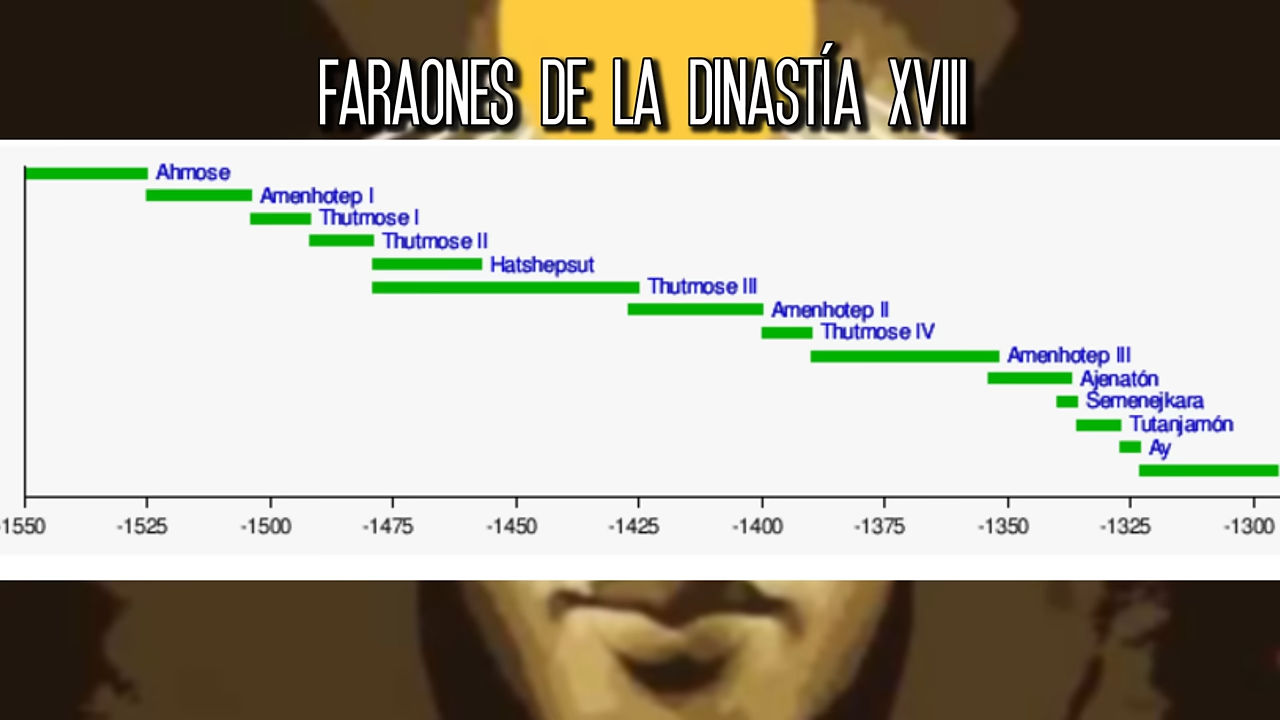 FARAONES DE LA DINASTÍA XVIII
Ahmose
Amenhotep I
Thutmose I
Thutmose II
Hatshepsut
Thutmose III
Amenhotep II
Thutmose IV
Amenhotep III
Ajenatón
Semenejkara
Tutanjamón
Ay
-1550 -1525 -1500 -1475 -1450 -1425 -1400 -1375 -1350 -1325 -1300